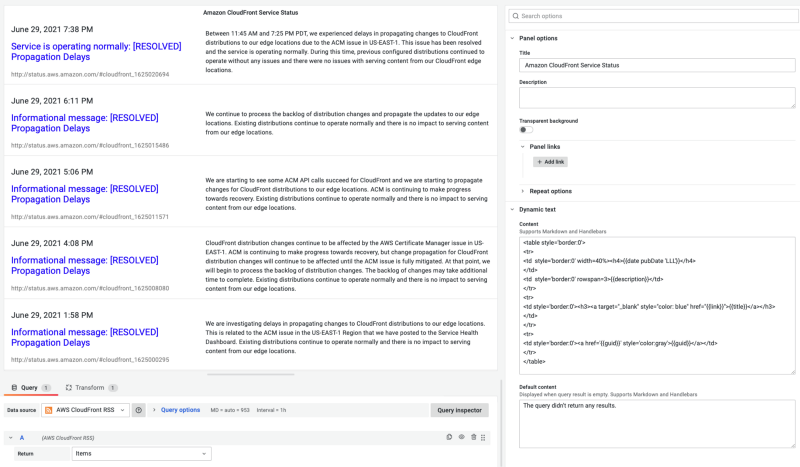 Amazon CloudFront Service Status
June 29, 2021 7:38 PM
Service is operating normally: [RESOLVED]
Propagation Delays
http://status.aws.amazon.com/#cloudfront_1625020694
Between 11:45 AM and 7:25 PM PDT, we experienced delays in propagating changes to CloudFront
distributions to our edge locations due to the ACM issue in US-EAST-1. This issue has been resolved
and the service is operating normally. During this time, previous configured distributions continued to
operate without any issues and there were no issues with serving content from our CloudFront edge
locations.
June 29, 2021 6:11 PM
Informational message: [RESOLVED]
Propagation Delays
http://status.aws.amazon.com/#cloudfront_1625015486
We continue to process the backlog of distribution changes and propagate the updates to our edge
locations. Existing distributions continue to operate normally and there is no impact to serving content
from our edge locations.
June 29, 2021 5:06 PM
Informational message: [RESOLVED]
Propagation Delays
http://status.aws.amazon.com/#cloudfront_1625011571
We are starting to see some ACM API calls succeed for CloudFront and we are starting to propagate
changes for CloudFront distributions to our edge locations. ACM is continuing to make progress
towards recovery. Existing distributions continue to operate normally and there is no impact to serving
content from our edge locations.
June 29, 2021 4:08 PM
Informational message: [RESOLVED]
Propagation Delays
http://status.aws.amazon.com/#cloudfront_1625008080
CloudFront distribution changes continue to be affected by the AWS Certificate Manager issue in US-
EAST-1. ACM is continuing to make progress towards recovery, but change propagation for CloudFront
distribution changes will continue to be affected until the ACM issue is fully mitigated. At that point, we
will begin to process the backlog of distribution changes. The backlog of changes may take additional
time to complete. Existing distributions continue to operate normally and there is no impact to serving
content from our CloudFront edge locations.
June 29, 2021 1:58 PM
Informational message: [RESOLVED]
Propagation Delays
http://status.aws.amazon.com/#cloudfront_1625000295
We are investigating delays in propagating changes to CloudFront distributions to our edge locations.
This is related to the ACM issue in the US-EAST-1 Region that we have posted to the Service Health
Dashboard. Existing distributions continue to operate normally and there is no impact to serving
content from our CloudFront edge locations.
Query 1
Transform 1
Data source
AWS CloudFront RSS
Query options
MD = auto = 953
Interval = 1h
Query inspector
A
(AWS CloudFront RSS)
Return
Items
Search options
Panel options
Title
Amazon CloudFront Service Status
Description
Transparent background
Panel links
+ Add link
Repeat options
Dynamic text
Content
Supports Markdown and Handlebars
<table style='border:0'>
<tr>
<td  style='border:0' width=40%><h4>{{date pubDate 'LLL'}}</h4>
</td>
<td style='border:0' rowspan=3>{{description}}</td>
</tr>
<tr>
<td style='border:0'><h3><a target="_blank" style="color: blue" href="{{link}}">{{title}}</a></h3>
</td>
</tr>
<tr>
<td style='border:0'><a href='{{guid}}' style='color:gray'>{{guid}}</a></td>
</tr>
</table>
Default content
Displayed when query result is empty. Supports Markdown and Handlebars
The query didn't return any results.